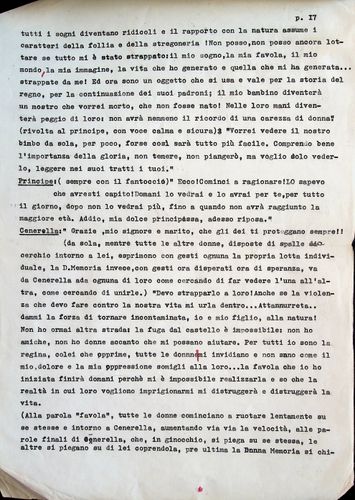 p. I7
tutti i sogni diventano ridicoli e il rapporto con la natura assume i
caratteri della follia e della stregoneria !Non posso,non posso ancora lot-
tare se tutto mi è stato strappato:il mio sogno,la mia favola, il mio
mondo,la mia immagine, la vita che ho generato e quella che mi ha generata...
strappate da me! Ed ora sono un oggetto che si usa e vale per la storia del
regno, per la continuazione dei suoi padroni; il mio bambino diventerà
un mostro che vorrei morto, che non fosse nato! Nelle loro mani diven-
terà peggio di loro: non avrà nemmeno il ricordo di una carezza di donna!
(rivolta al principe, con voce calma e sicura): "Vorrei vedere il nostro
bimbo da sola, per poco, forse così sarà tutto più facile. Comprendo bene
l'importanza della gloria, non temere, non piangerò, ma voglio solo veder-
lo, leggere nei suoi tratti i tuoi."
Principe:( sempre con il fantoccio)" Ecco!Cominci a ragionare!LO sapevo
che avresti capito!Domani lo vedrai e lo avrai per te,per tutto
il giorno, dopo non lo vedrai più, fino a quando non avrà raggiunto la
maggiore età. Addio, mia dolce principessa, adesso riposa."
Cenerella:" Grazie ,mio signore e marito, che gli dei ti proteggano sempre!!
(da sola, mentre tutte le altre donne, disposte di spalle
cerchio intorno a lei, esprimono con gesti ognuna la propria lotta indivi-
duale, la D.Memoria invece,con gesti ora disperati ora di speranza, va
da Cenerella ada ognuna di loro come cercando di far vedere l'una all'al-
tra, come cercando di unirle.) "Devo strapparlo a loro!Anche se la violenza
che devo fare contro la nostra vita mi urla dentro...Attammurreta..
dammi la forza di tornare incontaminata, io e mio figlio, alla natura!
Non ho ormai altra strada: la fuga dal castello è impossibile: non ho
amiche, non ho donne accanto che mi possano aiutare. Per tutti io sono la
regina, colei che opprime, tutte le donne mi invidiano e non sano come il
mio,dolore e la mia oppressione somigli alla loro...la favola che io ho
iniziata finirà domani perchè mi è impossibile realizzarla e so che la
realtà in cui loro vogliono imprigionarmi mi distruggerà e distruggerà la
vita.
(Alla parola "favola", tutte le donne cominciano a ruotare lentamente su
se stesse e intorno a Cenerella, aumentando via via la velocità, alle pa-
role finali di Cenerella, che, in ginocchio, si piega su se stessa, le
altre si piegano su di lei coprendola, pre ultima la Donna Memoria si chi-